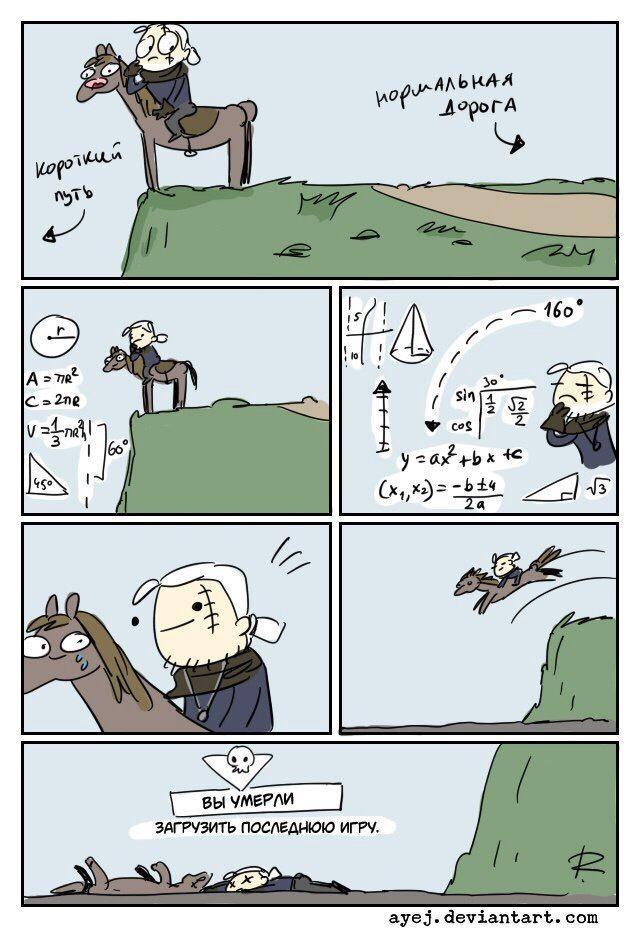 нормальная
дорога
короткий
путь
r
A = πR²
C = 2πR
V = 1/3 πR²
60°
45°
5
10
160°
30°
sin 1/2 √2/2
cos
y = ax² + bx + c
(x₁, x₂) = -b ± 4 / 2a
√3
ВЫ УМЕРЛИ
ЗАГРУЗИТЬ ПОСЛЕДНЮЮ ИГРУ.
R
ayej.deviantart.com